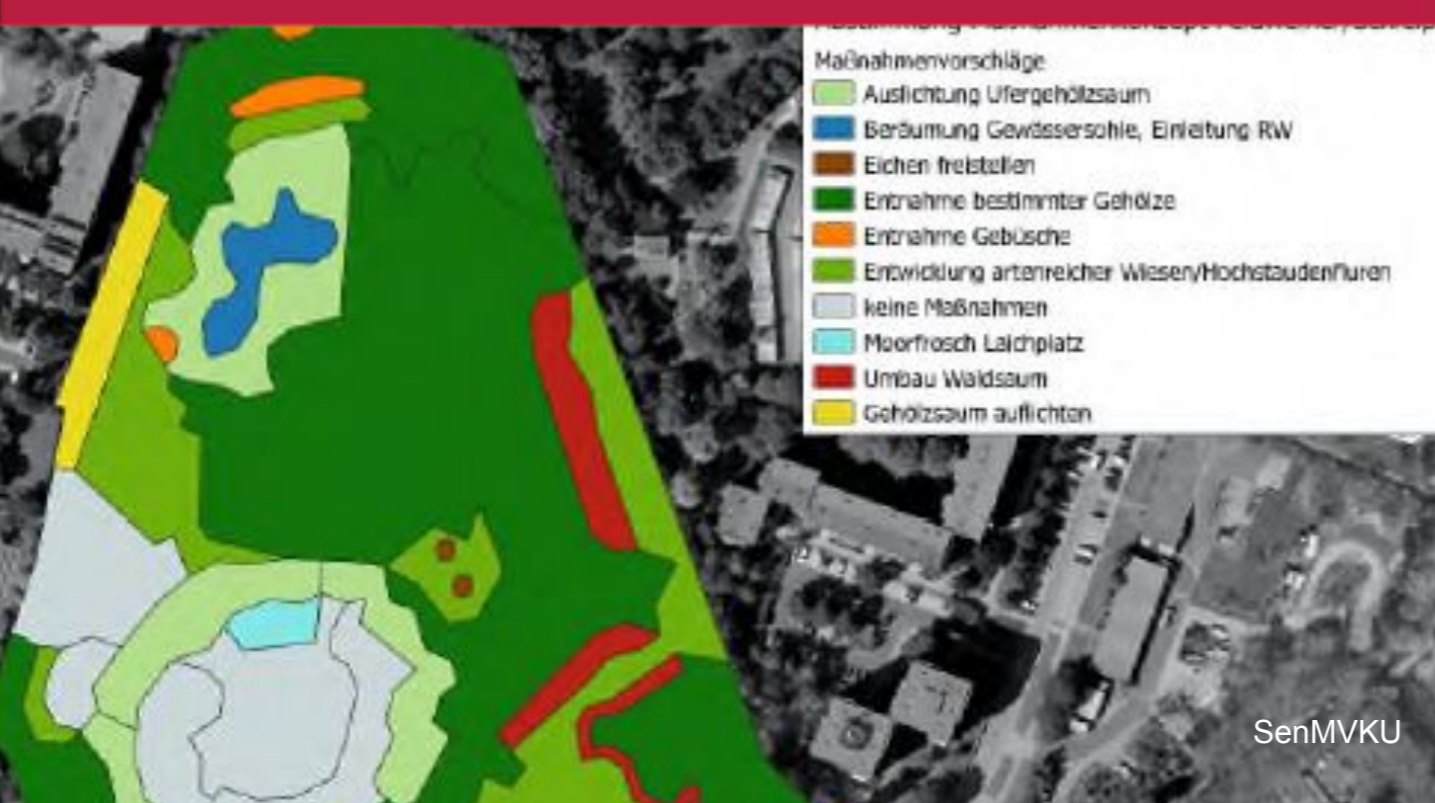 Maßnahmenvorschläge
Auslichtung Ufergehölzsaum
Beräumung Gewässersohle, Einleitung RW
Eichen freistellen
Entnahme bestimmter Gehölze
Entnahme Gebüsche
Entwicklung artenreicher Wiesen/Hochstaudenfluren
keine Maßnahmen
Moorfrosch Laichplatz
Umbau Waldsaum
Gehölzsaum auflichten
SenMVKU